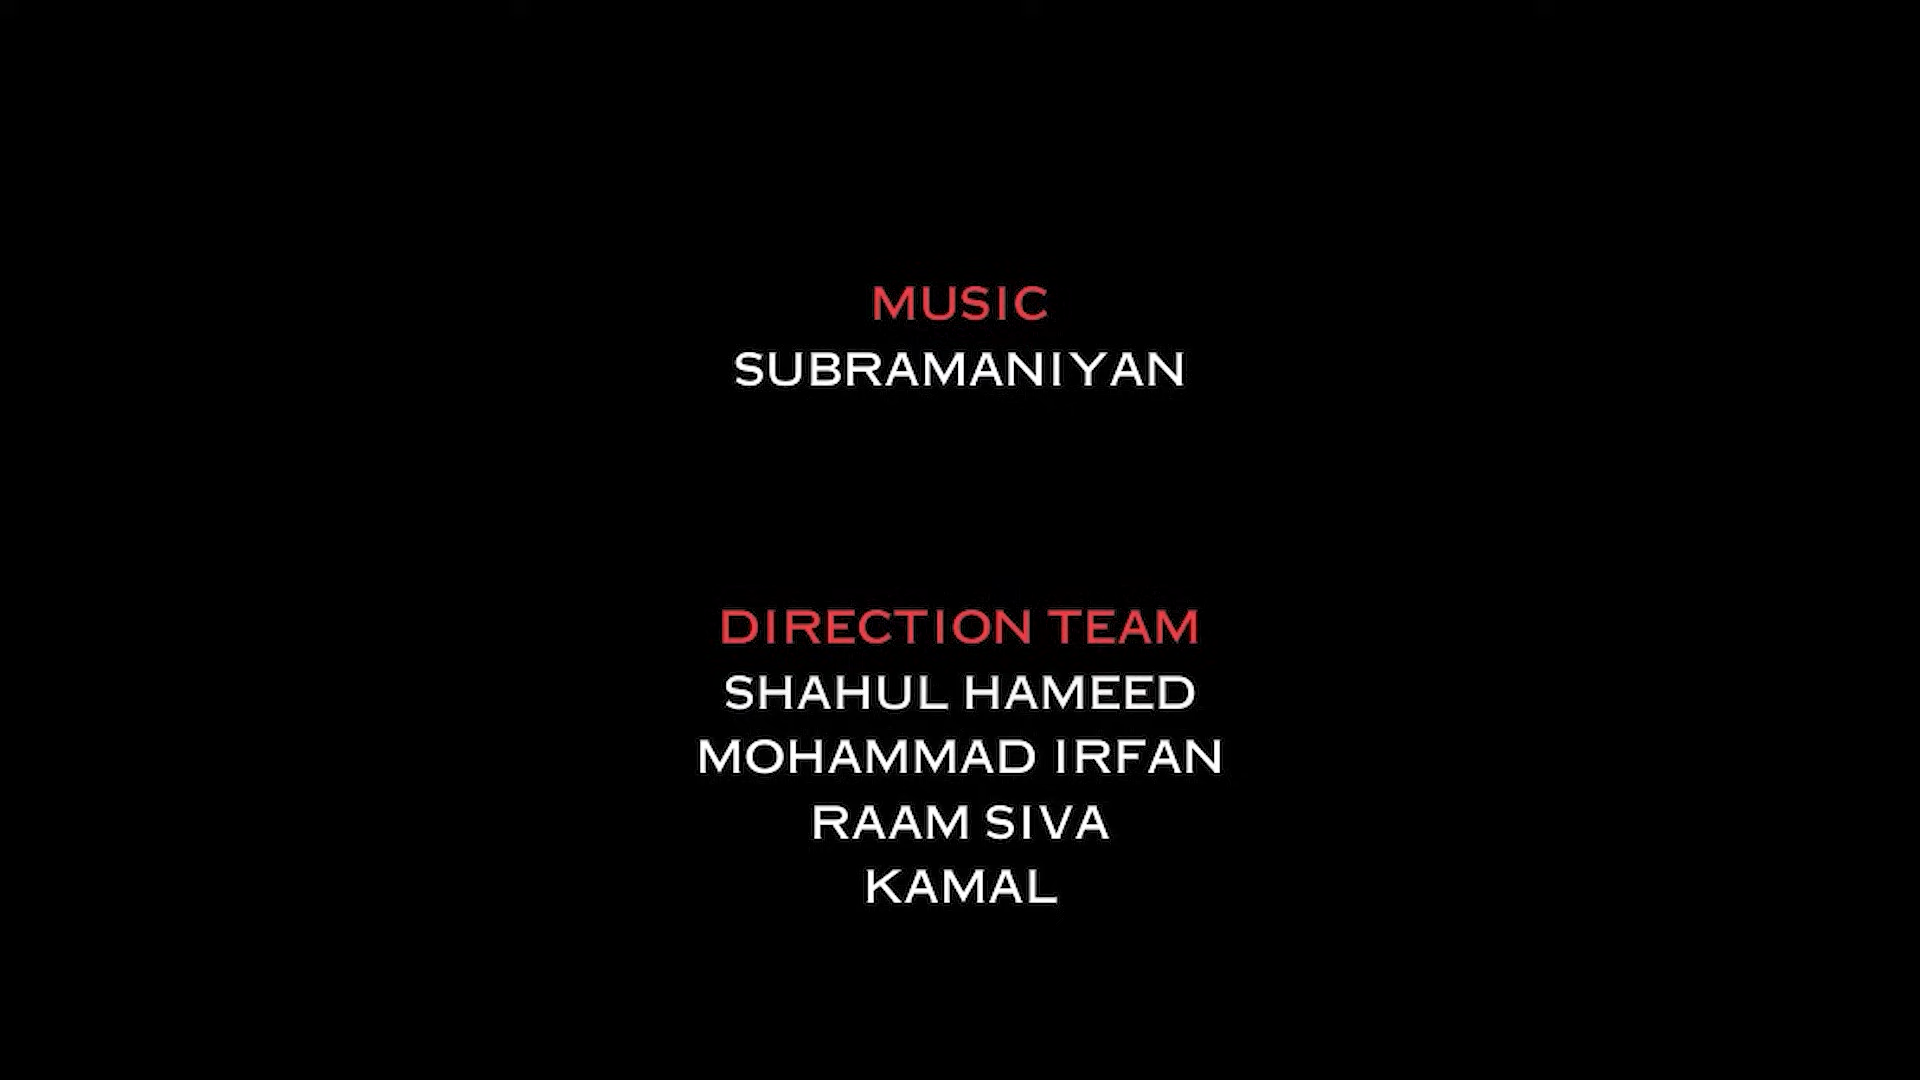 MUSIC
SUBRAMANIYAN
DIRECTION TEAM
SHAHUL HAMEED
MOHAMMAD IRFAN
RAAM SIVA
KAMAL